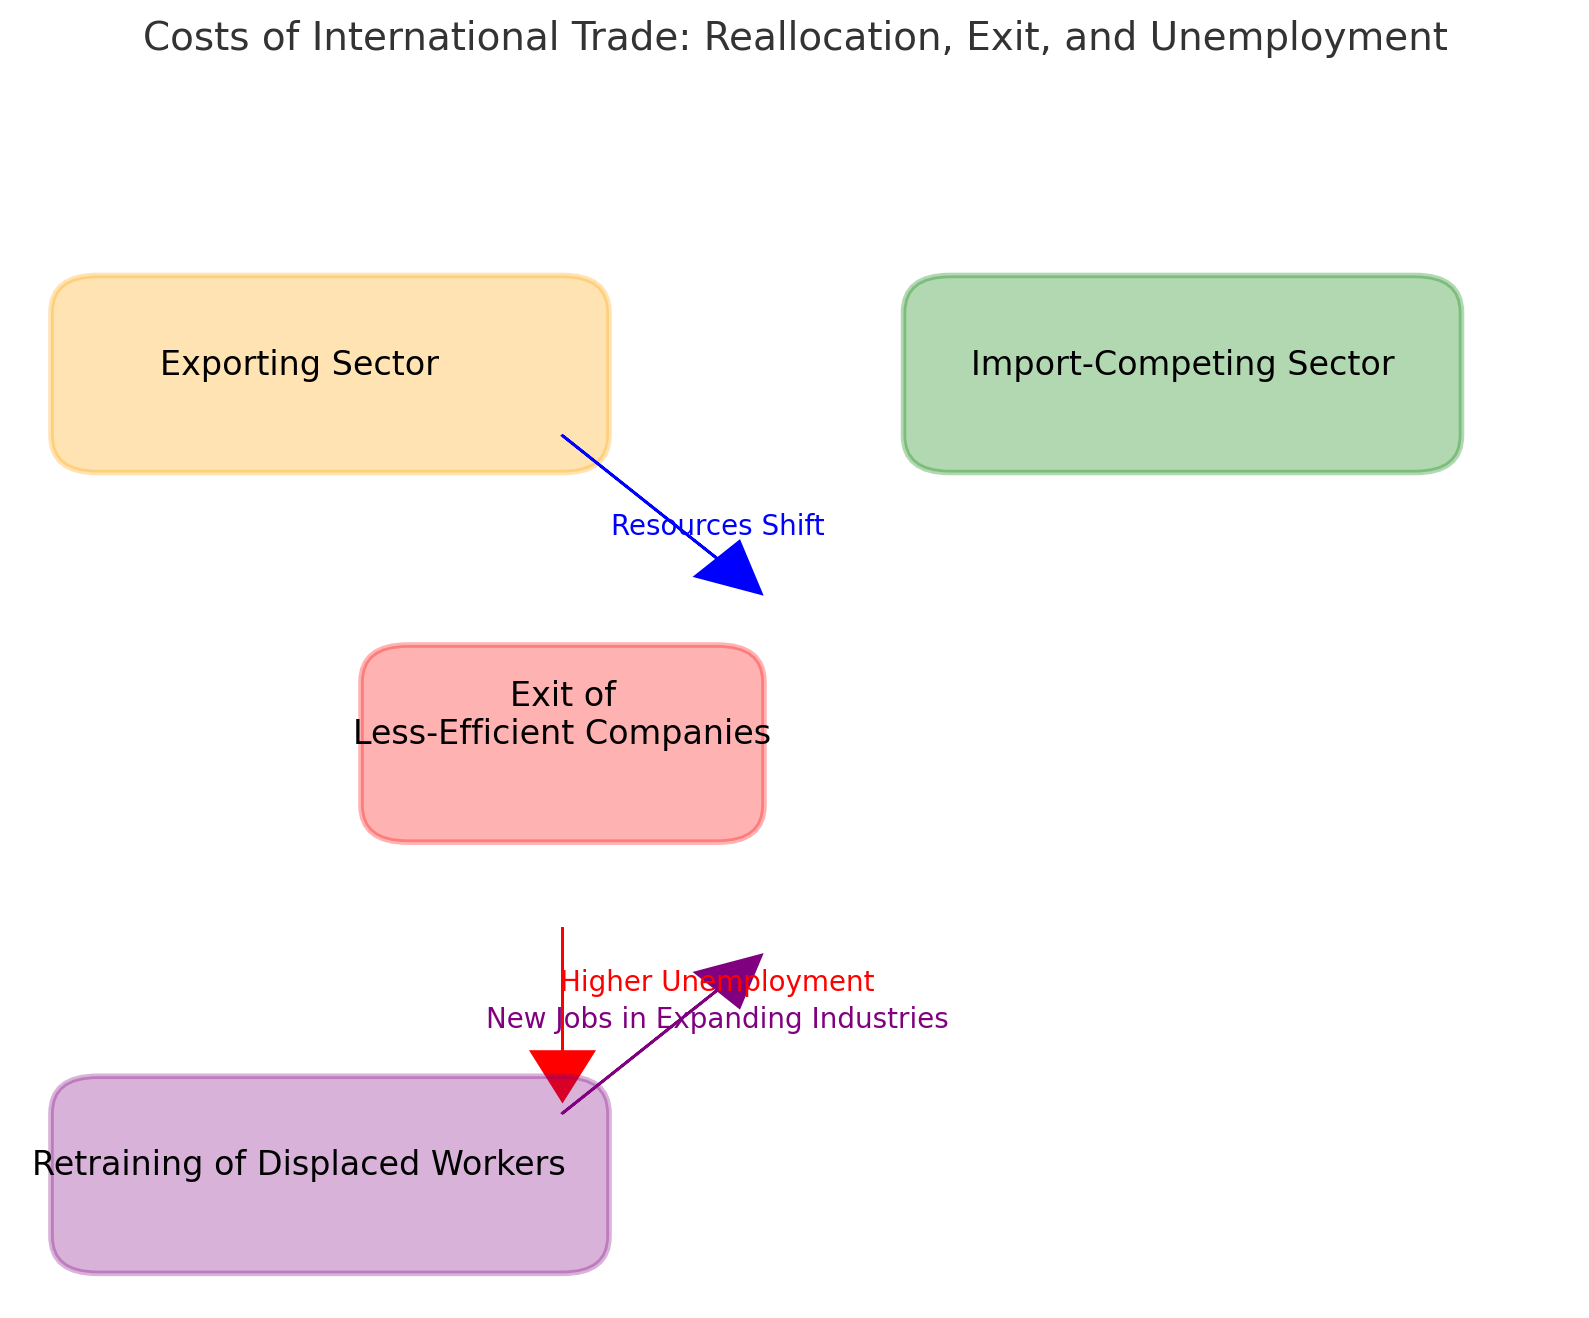 Costs of International Trade: Reallocation, Exit, and Unemployment
Exporting Sector
Import-Competing Sector
Resources Shift
Exit of
Less-Efficient Companies
Higher Unemployment
New Jobs in Expanding Industries
Retraining of Displaced Workers